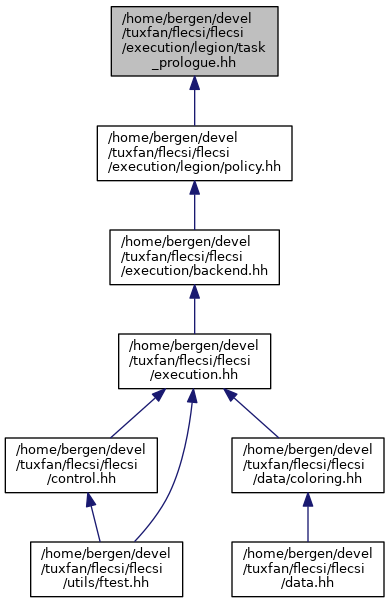 /home/bergen/devel
/tuxfan/flecsi/flecsi
/execution/legion/task
_prologue.hh
/home/bergen/devel
/tuxfan/flecsi/flecsi
/execution/legion/policy.hh
/home/bergen/devel
/tuxfan/flecsi/flecsi
/execution/backend.hh
/home/bergen/devel
/tuxfan/flecsi/flecsi
/execution.hh
/home/bergen/devel
/tuxfan/flecsi/flecsi
/control.hh
/home/bergen/devel
/tuxfan/flecsi/flecsi
/data/coloring.hh
/home/bergen/devel
/tuxfan/flecsi/flecsi
/utils/ftest.hh
/home/bergen/devel
/tuxfan/flecsi/flecsi
/data.hh